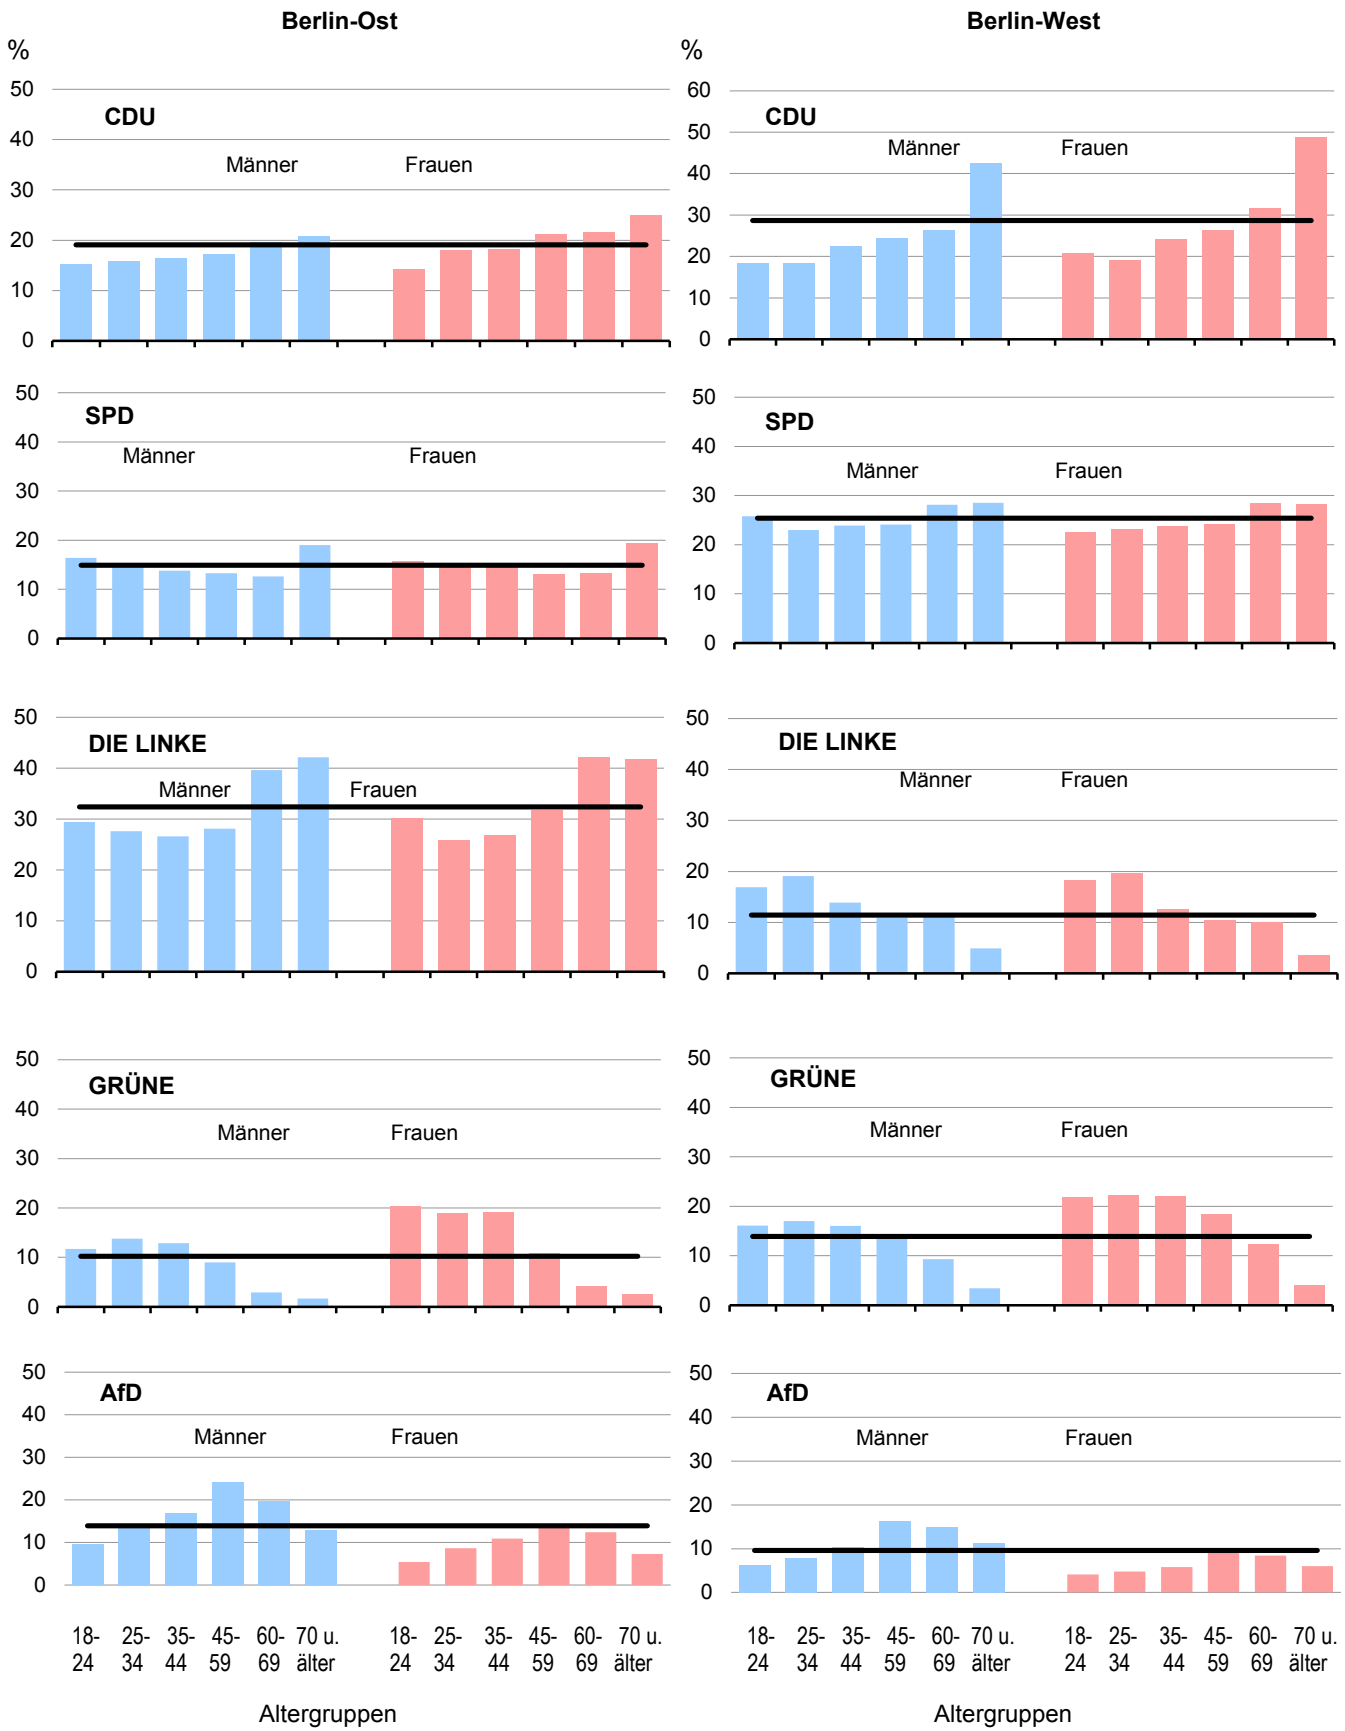 Berlin-Ost
%
50
CDU
40
Männer Frauen
30
20
10
0
50
SPD
40
Männer Frauen
30
20
10
0
50
DIE LINKE
40
Männer Frauen
30
20
10
0
50
GRÜNE
40
Männer Frauen
30
20
10
0
50
AfD
40
Männer Frauen
30
20
10
0
18- 25- 35- 45- 60- 70 u. 18- 25- 35- 45- 60- 70 u.
24 34 44 59 69 älter 24 34 44 59 69 älter
Altergruppen
Berlin-West
%
60
CDU
50
Männer Frauen
40
30
20
10
0
50
SPD
40
Männer Frauen
30
20
10
0
50
DIE LINKE
40
Männer Frauen
30
20
10
0
50
GRÜNE
40
Männer Frauen
30
20
10
0
50
AfD
40
Männer Frauen
30
20
10
0
18- 25- 35- 45- 60- 70 u. 18- 25- 35- 45- 60- 70 u.
24 34 44 59 69 älter 24 34 44 59 69 älter
Altergruppen